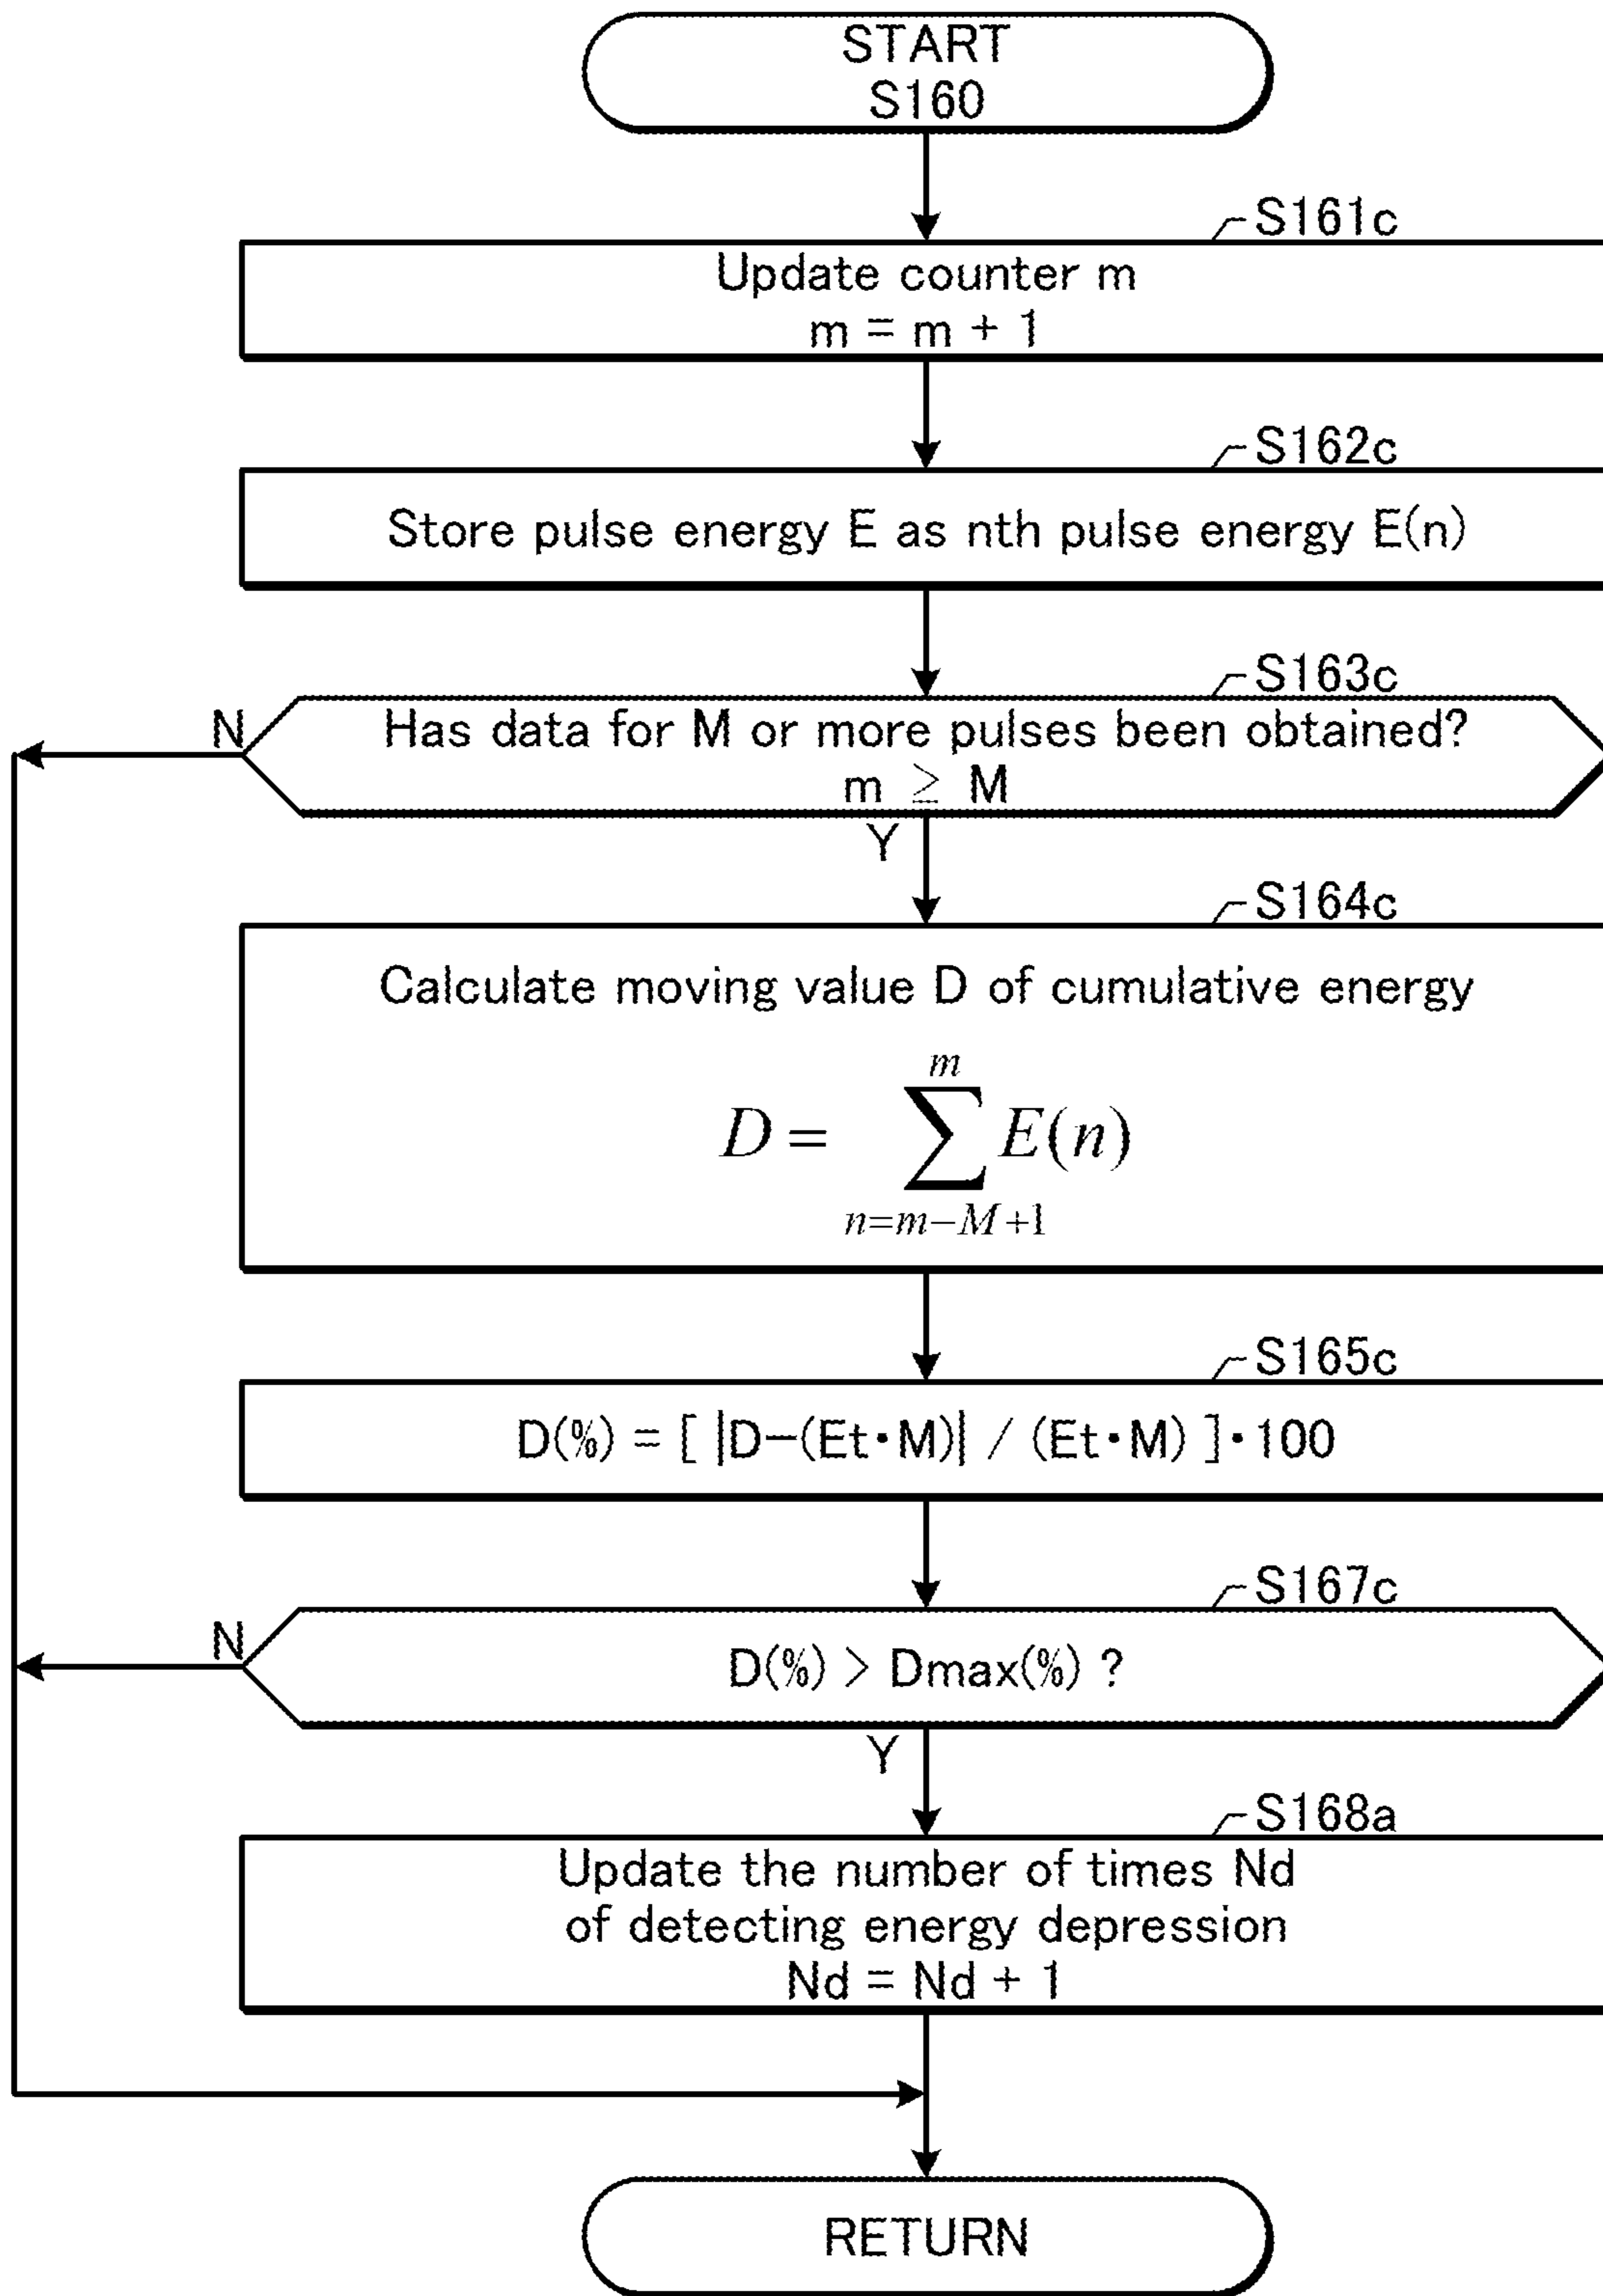 START
S160
S161c
Update counter m
m = m + 1
S162c
Store pulse energy E as nth pulse energy E(n)
S163c
N
Has data for M or more pulses been obtained?
m ≧ M
Y
S164c
Calculate moving value D of cumulative energy
m
D = ∑ E(n)
n=m−M+1
S165c
D(%) = [ |D−(Et・M)| / (Et・M) ]・100
S167c
N
D(%) > Dmax(%) ?
Y
S168a
Update the number of times Nd
of detecting energy depression
Nd = Nd + 1
RETURN